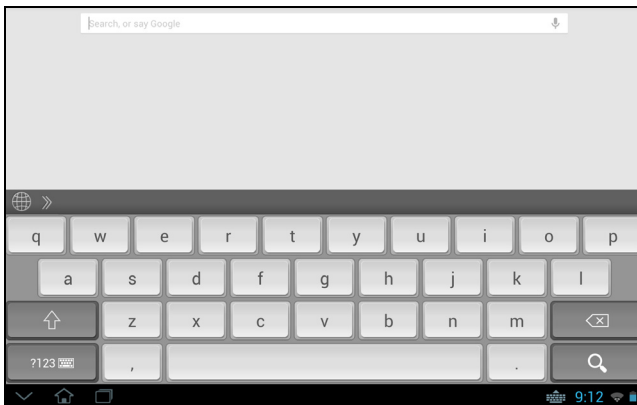 Search, or say Google
q w e r t y u i o p
a s d f g h j k l
z x c v b n m
?123 , .
9:12